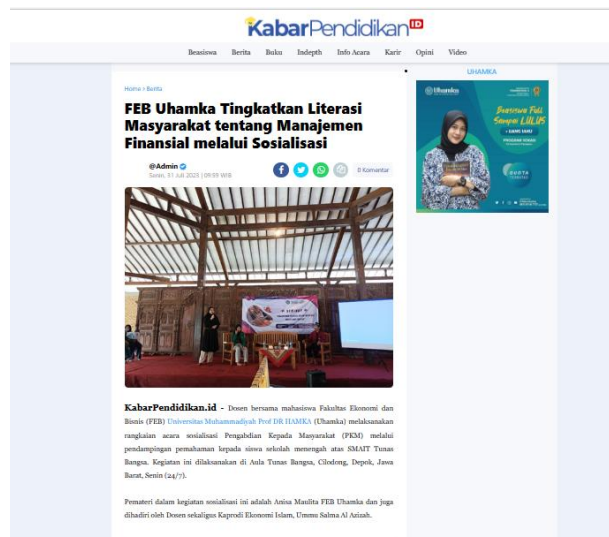 KabarPendidikan ID
Beasiswa Berita Buku Indepth Info Acara Karir Opini Video
Home › Berita
FEB Uhamka Tingkatkan Literasi
Masyarakat tentang Manajemen
Finansial melalui Sosialisasi
@Admin
Senin, 31 Juli 2023 | 09:59 WIB
0 Komentar
KabarPendidikan.id - Dosen bersama mahasiswa Fakultas Ekonomi dan
Bisnis (FEB) Universitas Muhammadiyah Prof DR HAMKA (Uhamka) melaksanakan
rangkaian acara sosialisasi Pengabdian Kepada Masyarakat (PKM) melalui
pendampingan pemahaman kepada siswa sekolah menengah atas SMAIT Tunas
Bangsa. Kegiatan ini dilaksanakan di Aula Tunas Bangsa, Cilodong, Depok, Jawa
Barat, Senin (24/7).
Pemateri dalam kegiatan sosialisasi ini adalah Anisa Maulita FEB Uhamka dan juga
dihadiri oleh Dosen sekaligus Kaprodi Ekonomi Islam, Ummu Salma Al Azizah.
UHAMKA
Uhamka
Beasiswa Full
Sampai LULUS